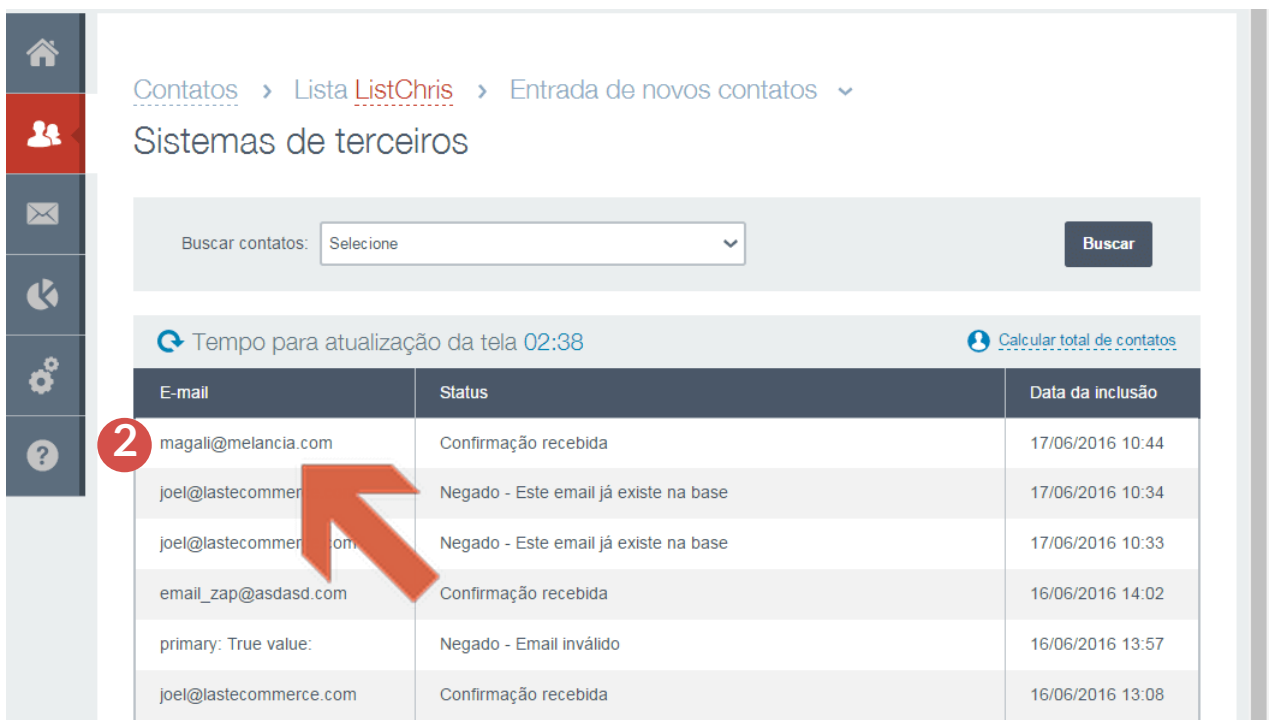 Contatos › Lista ListChris › Entrada de novos contatos
Sistemas de terceiros
Buscar contatos: Selecione Buscar
Tempo para atualização da tela 02:38 Calcular total de contatos
E-mail Status Data da inclusão
2 magali@melancia.com Confirmação recebida 17/06/2016 10:44
joel@lastecommer Negado - Este email já existe na base 17/06/2016 10:34
joel@lastecommer om Negado - Este email já existe na base 17/06/2016 10:33
email_zap@asdasd.com Confirmação recebida 16/06/2016 14:02
primary: True value: Negado - Email inválido 16/06/2016 13:57
joel@lastecommerce.com Confirmação recebida 16/06/2016 13:08